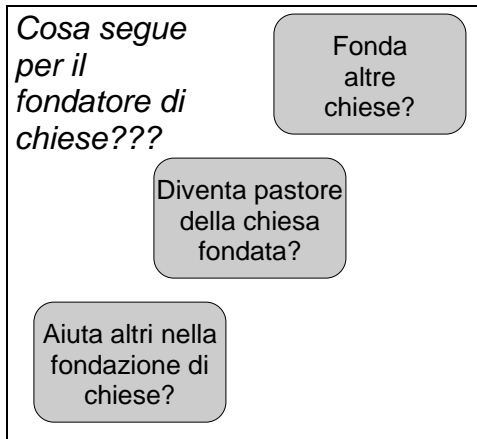 Cosa segue
per il
fondatore di
chiese???
Fonda
altre
chiese?
Diventa pastore
della chiesa
fondata?
Aiuta altri nella
fondazione di
chiese?